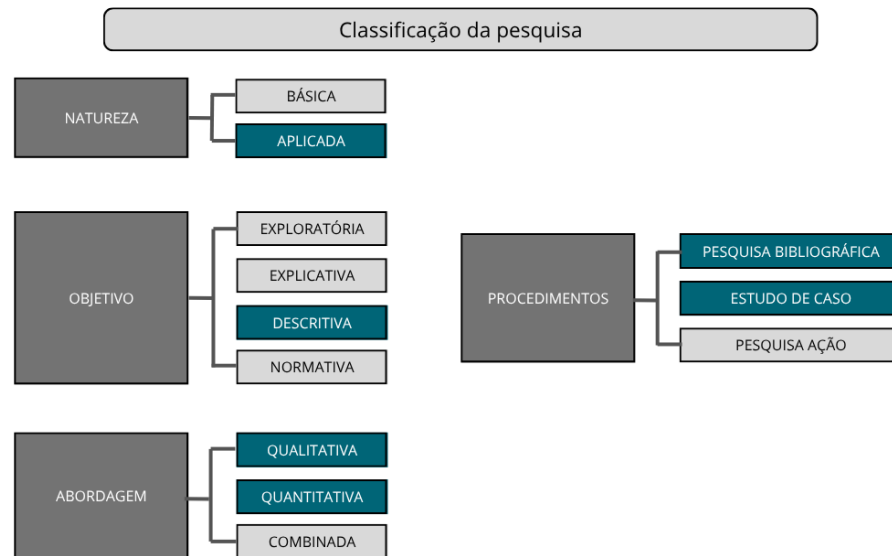 Classificação da pesquisa
NATUREZA
BÁSICA
APLICADA
OBJETIVO
EXPLORATÓRIA
EXPLICATIVA
DESCRITIVA
NORMATIVA
PROCEDIMENTOS
PESQUISA BIBLIOGRÁFICA
ESTUDO DE CASO
PESQUISA AÇÃO
ABORDAGEM
QUALITATIVA
QUANTITATIVA
COMBINADA